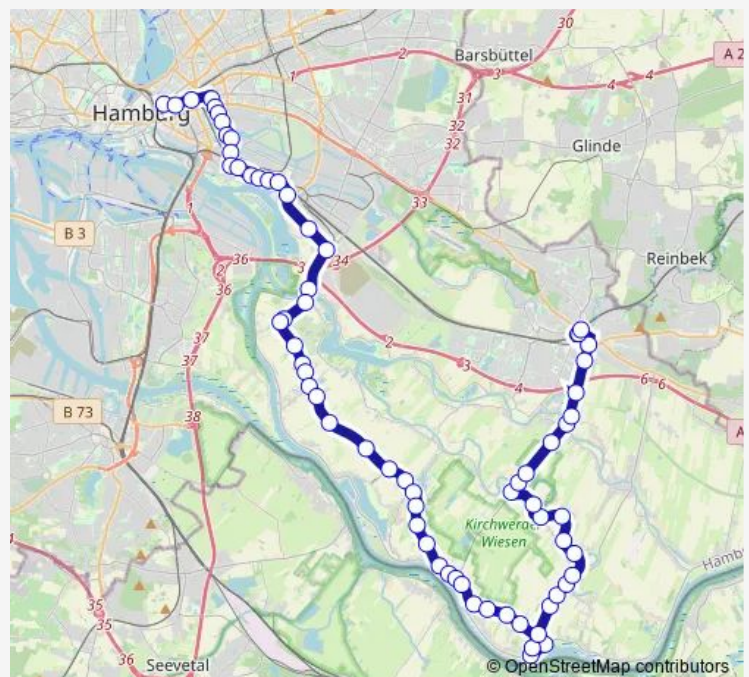 30
2
Barsbüttel
1
3
A 2
4
4
31
Hamburg
32
32
Glinde
33
1
B 3
36
3
34
Reinbek
2
36
37
2
37
3
4
6
6
B 73
38
A
Kirchwerder
Wiesen
Hamb
35
35
36
Seevetal
© OpenStreetMap contributors